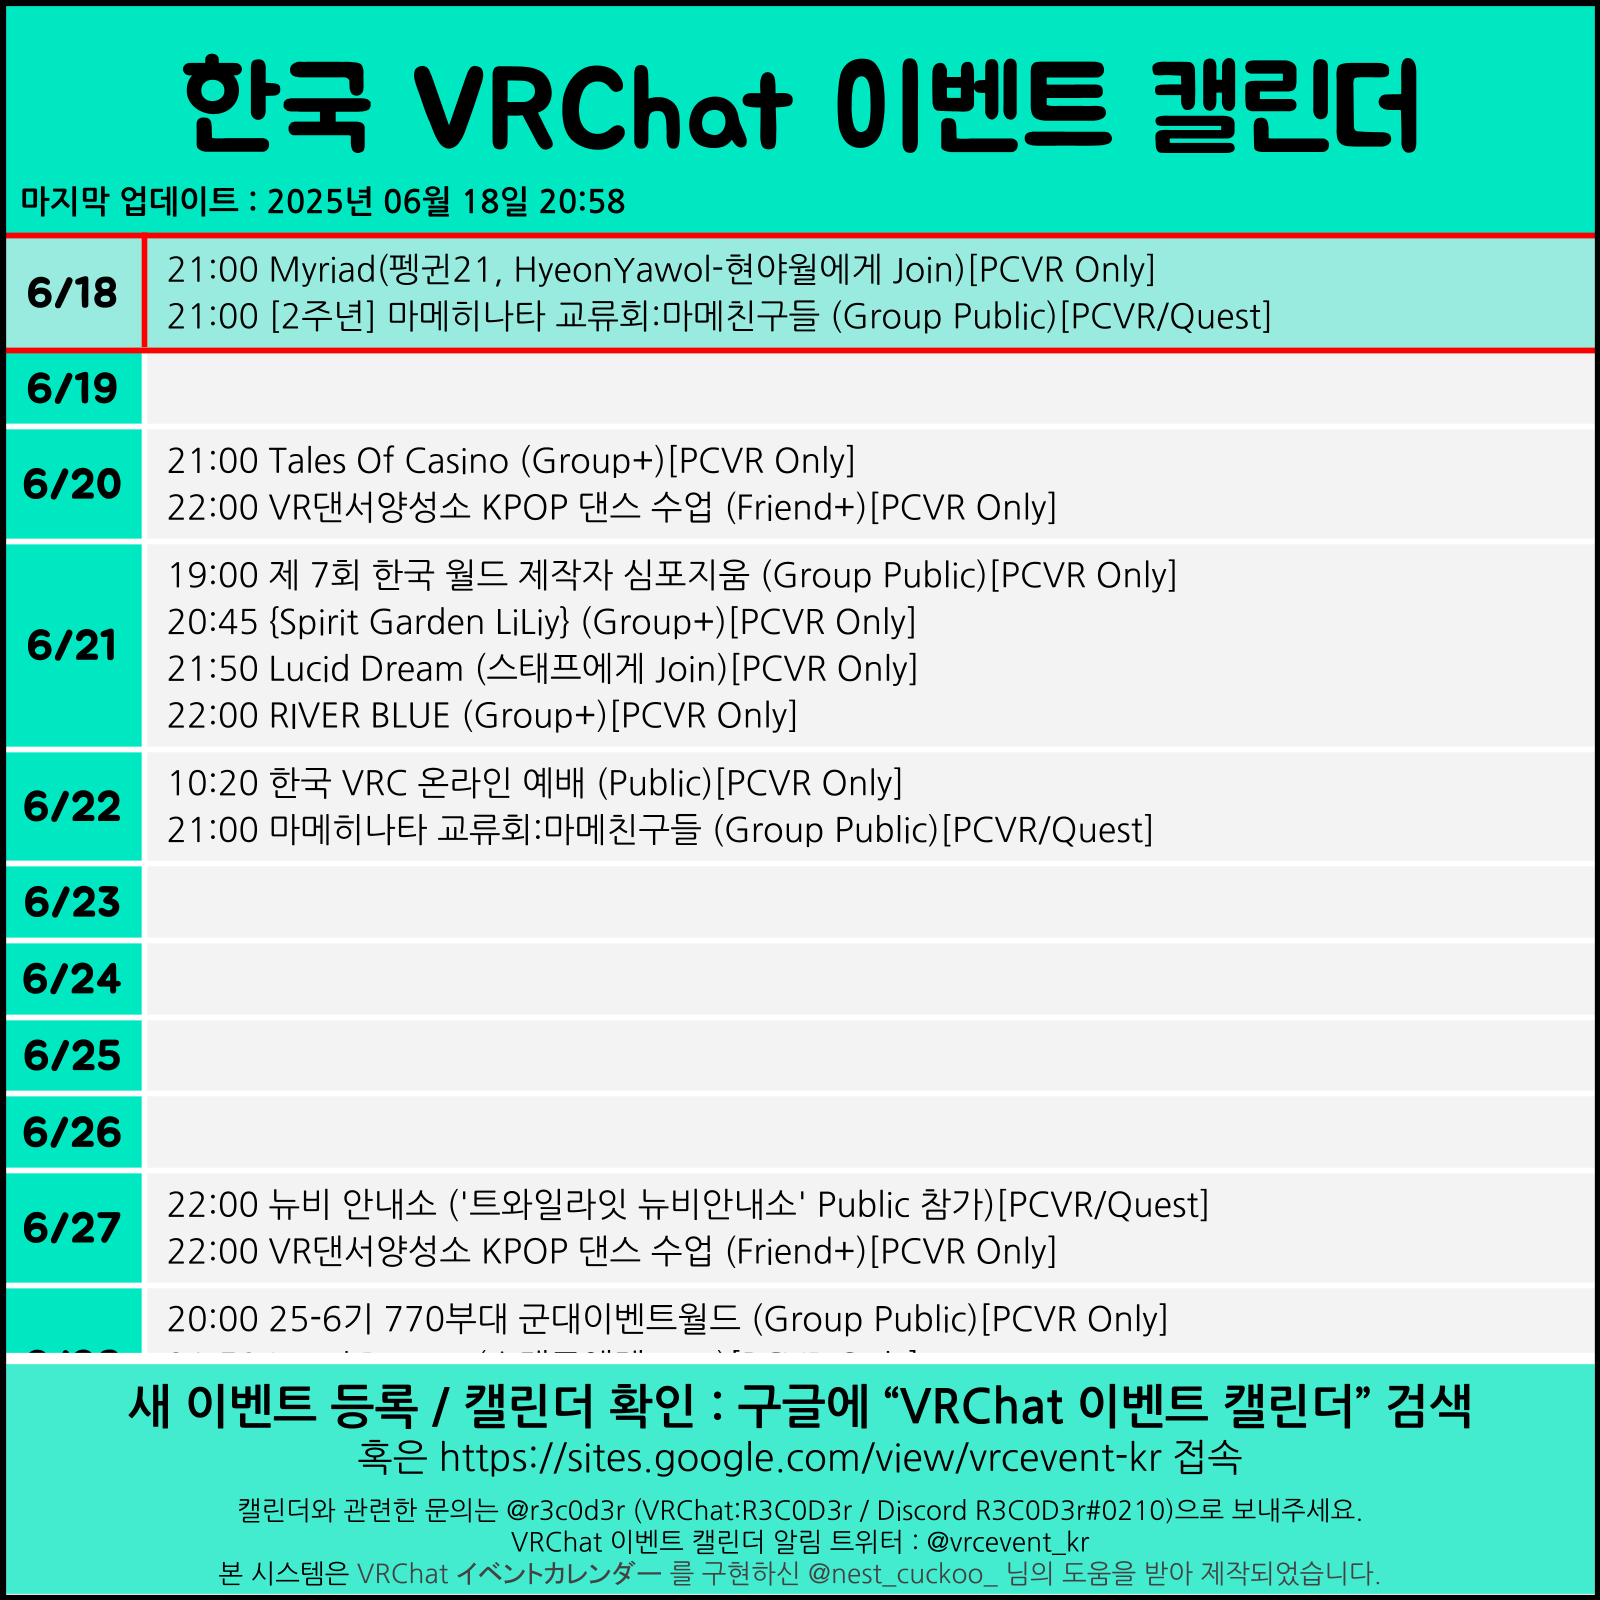 한국 VRChat 이벤트 캘린더
마지막 업데이트 : 2025년 06월 18일 20:58
6/18
21:00 Myriad(펭귄21, HyeonYawol-현야월에게 Join)[PCVR Only]
21:00 [2주년] 마메히나타 교류회:마메친구들 (Group Public)[PCVR/Quest]
6/19
6/20
21:00 Tales Of Casino (Group+)[PCVR Only]
22:00 VR댄서양성소 KPOP 댄스 수업 (Friend+)[PCVR Only]
6/21
19:00 제 7회 한국 월드 제작자 심포지움 (Group Public)[PCVR Only]
20:45 {Spirit Garden LiLiy} (Group+)[PCVR Only]
21:50 Lucid Dream (스태프에게 Join)[PCVR Only]
22:00 RIVER BLUE (Group+)[PCVR Only]
6/22
10:20 한국 VRC 온라인 예배 (Public)[PCVR Only]
21:00 마메히나타 교류회:마메친구들 (Group Public)[PCVR/Quest]
6/23
6/24
6/25
6/26
6/27
22:00 뉴비 안내소 ('트와일라잇 뉴비안내소' Public 참가)[PCVR/Quest]
22:00 VR댄서양성소 KPOP 댄스 수업 (Friend+)[PCVR Only]
20:00 25-6기 770부대 군대이벤트월드 (Group Public)[PCVR Only]
새 이벤트 등록 / 캘린더 확인 : 구글에 “VRChat 이벤트 캘린더” 검색
혹은 https://sites.google.com/view/vrcevent-kr 접속
캘린더와 관련한 문의는 @r3c0d3r (VRChat:R3C0D3r / Discord R3C0D3r#0210)으로 보내주세요.
VRChat 이벤트 캘린더 알림 트위터 : @vrcevent_kr
본 시스템은 VRChat イベントカレンダー 를 구현하신 @nest_cuckoo_ 님의 도움을 받아 제작되었습니다.